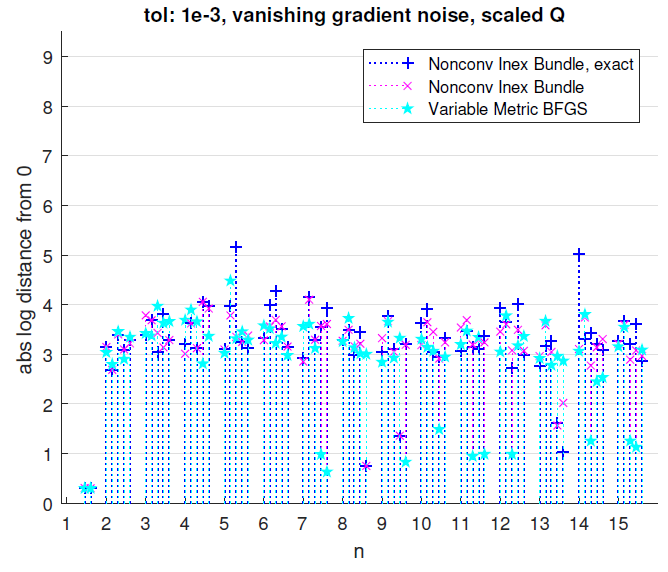 tol: 1e-3, vanishing gradient noise, scaled Q
Nonconv Inex Bundle, exact
Nonconv Inex Bundle
Variable Metric BFGS
abs log distance from 0
9
8
7
6
5
4
3
2
1
0
1 2 3 4 5 6 7 8 9 10 11 12 13 14 15
n